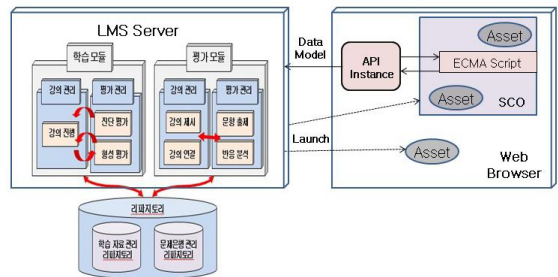 LMS Server
학습 모듈
평가 모듈
강의 관리
평가 관리
강의 진행
진단 평가
형성 평가
강의 관리
평가 관리
강의 제시
문항 출제
강의 연결
반응 분석
리파지토리
학습 자료 관리
리파지토리
문제은행 관리
리파지토리
Data
Model
Launch
API
Instance
Asset
ECMA Script
Asset
SCO
Asset
Web
Browser